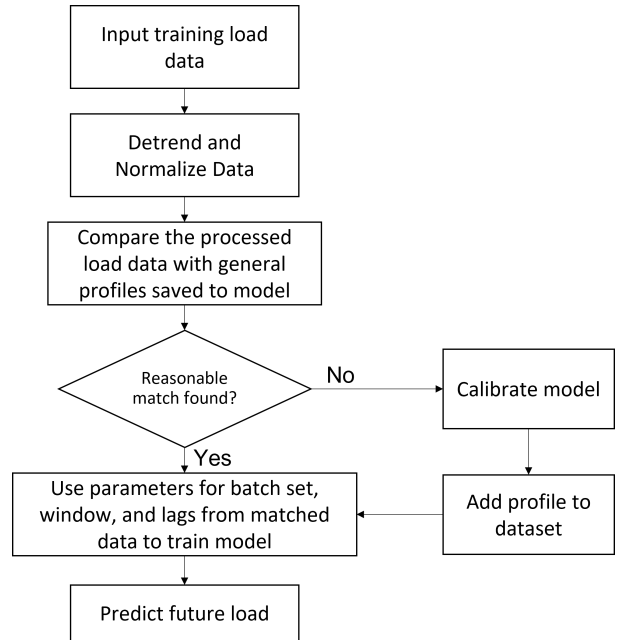 Input training load
data
Detrend and
Normalize Data
Compare the processed
load data with general
profiles saved to model
Reasonable
match found?
No
Calibrate model
Yes
Use parameters for batch set,
window, and lags from matched
data to train model
Add profile to
dataset
Predict future load